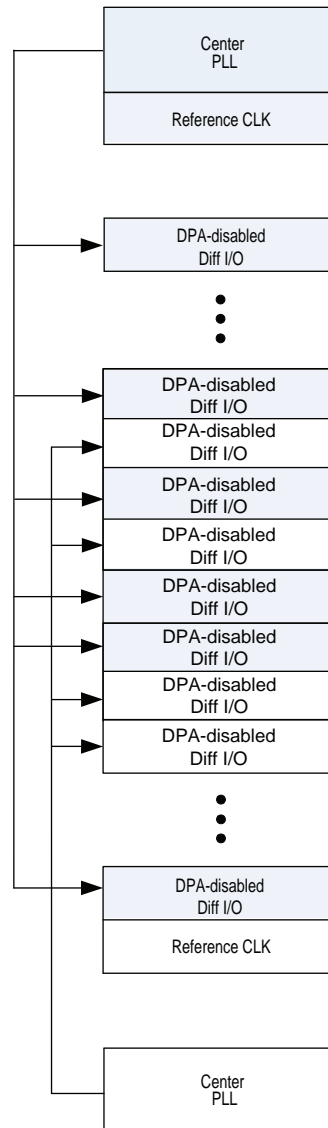 Center
PLL
Reference CLK
DPA-disabled
Diff I/O
DPA-disabled
Diff I/O
DPA-disabled
Diff I/O
DPA-disabled
Diff I/O
DPA-disabled
Diff I/O
DPA-disabled
Diff I/O
DPA-disabled
Diff I/O
DPA-disabled
Diff I/O
DPA-disabled
Diff I/O
DPA-disabled
Diff I/O
Reference CLK
Center
PLL